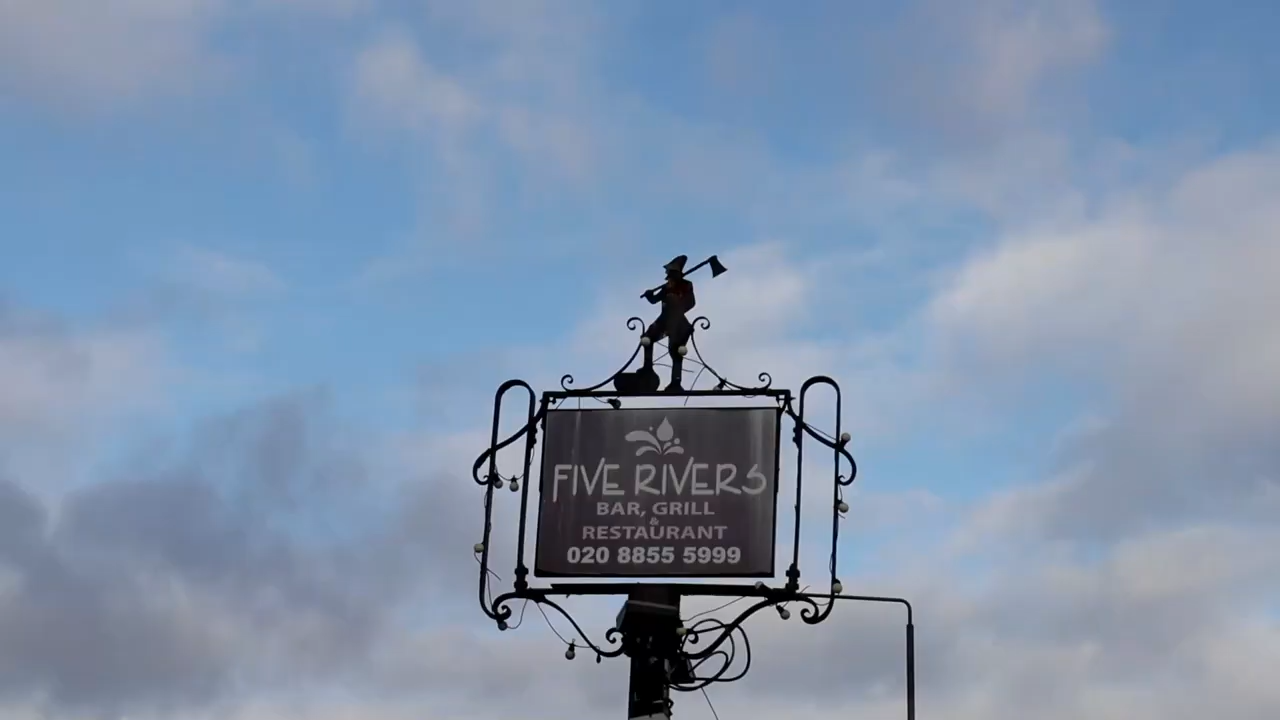 FIVE RIVERS
BAR, GRILL
&
RESTAURANT
020 8855 5999